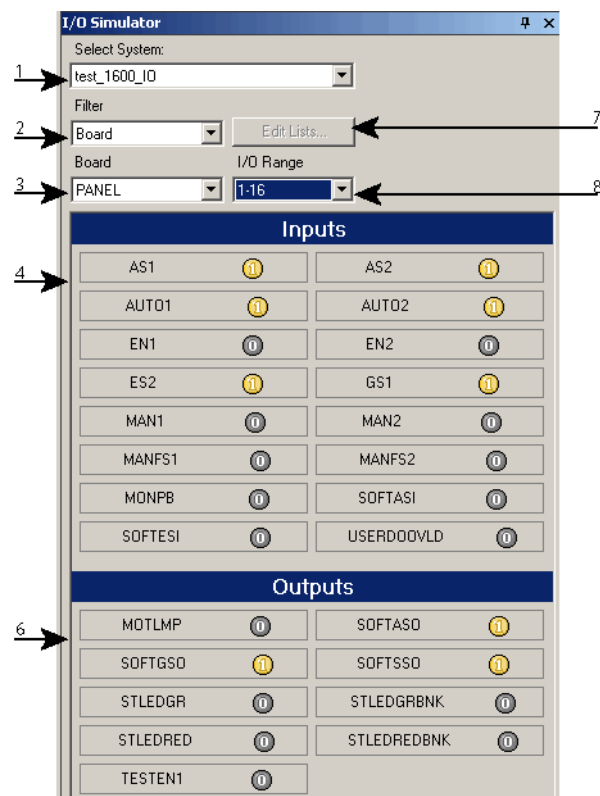 I/O Simulator
Select System:
1
test_1600_IO
Filter
2
Board
Edit Lists...
7
Board I/O Range
3
PANEL
1-16
8
Inputs
4
AS1 1 AS2 1
AUTO1 1 AUTO2 1
EN1 0 EN2 0
ES2 1 GS1 1
MAN1 0 MAN2 0
MANFS1 0 MANFS2 0
MONPB 0 SOFTASI 0
SOFTESI 0 USERDOOVLD 0
Outputs
6
MOTLMP 0 SOFTASO 1
SOFTGSO 1 SOFTSSO 1
STLEDGR 0 STLEDGRBNK 0
STLEDRED 0 STLEDREDBNK 0
TESTEN1 0